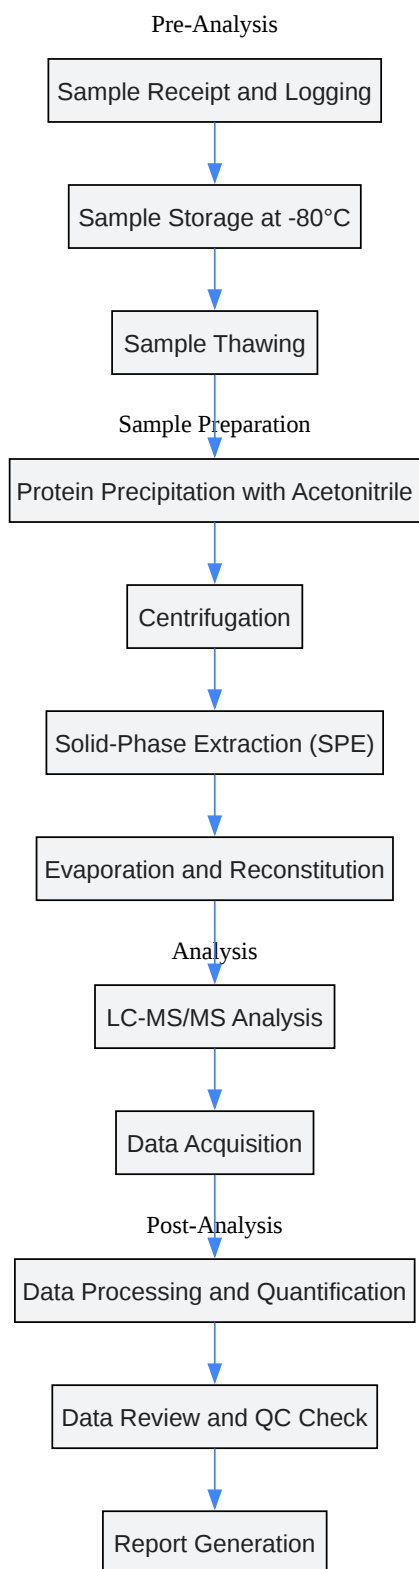 Pre-Analysis
Sample Receipt and Logging
Sample Storage at -80°C
Sample Thawing
Sample Preparation
Protein Precipitation with Acetonitrile
Centrifugation
Solid-Phase Extraction (SPE)
Evaporation and Reconstitution
Analysis
LC-MS/MS Analysis
Data Acquisition
Post-Analysis
Data Processing and Quantification
Data Review and QC Check
Report Generation